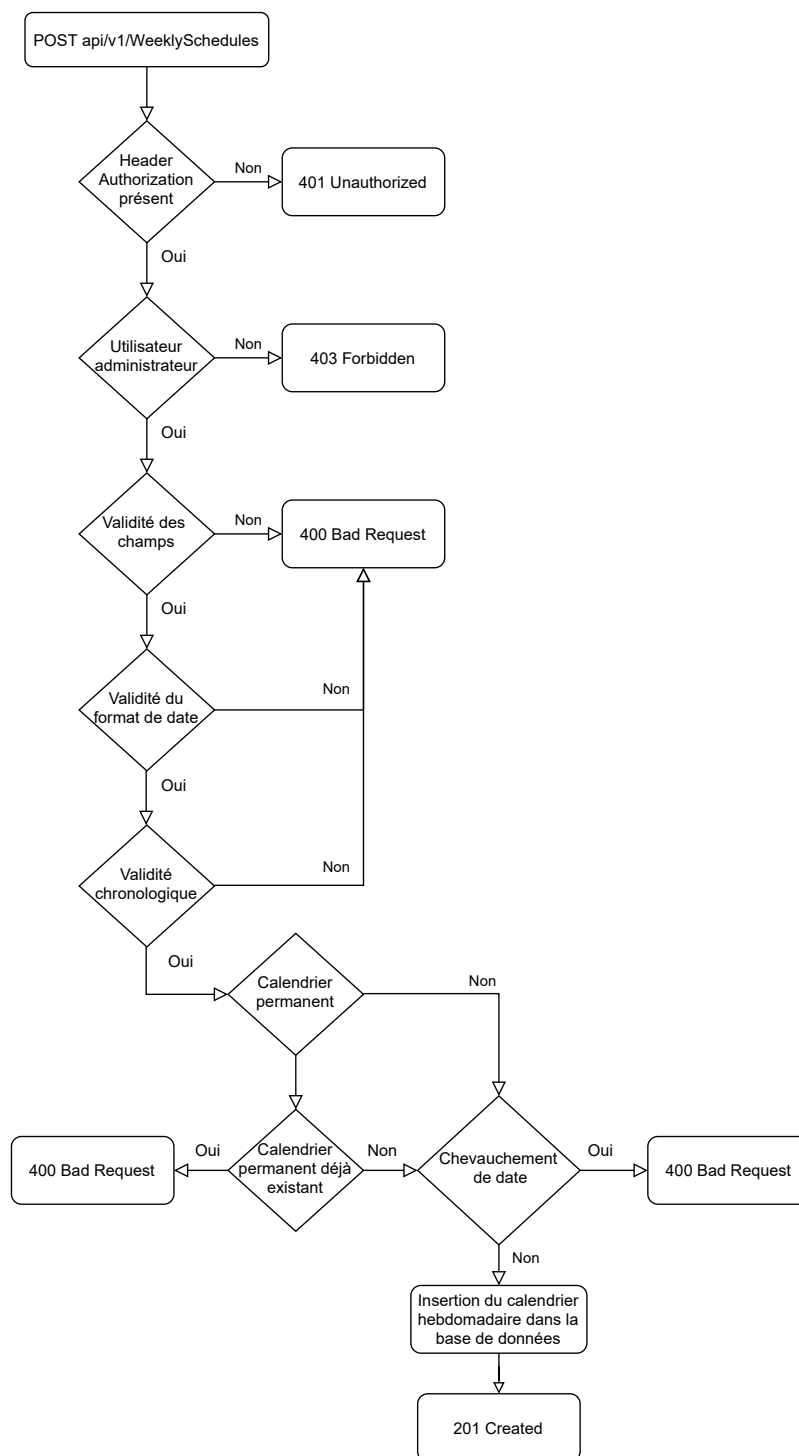 POST api/v1/WeeklySchedules
Header
Authorization
présent
Non
401 Unauthorized
Oui
Utilisateur
administrateur
Non
403 Forbidden
Oui
Validité des
champs
Non
400 Bad Request
Oui
Validité du
format de date
Non
Oui
Validité
chronologique
Non
Oui
Calendrier
permanent
Non
400 Bad Request
Oui
Calendrier
permanent déjà
existant
Non
Chevauchement
de date
Oui
400 Bad Request
Non
Insertion du calendrier
hebdomadaire dans la
base de données
201 Created